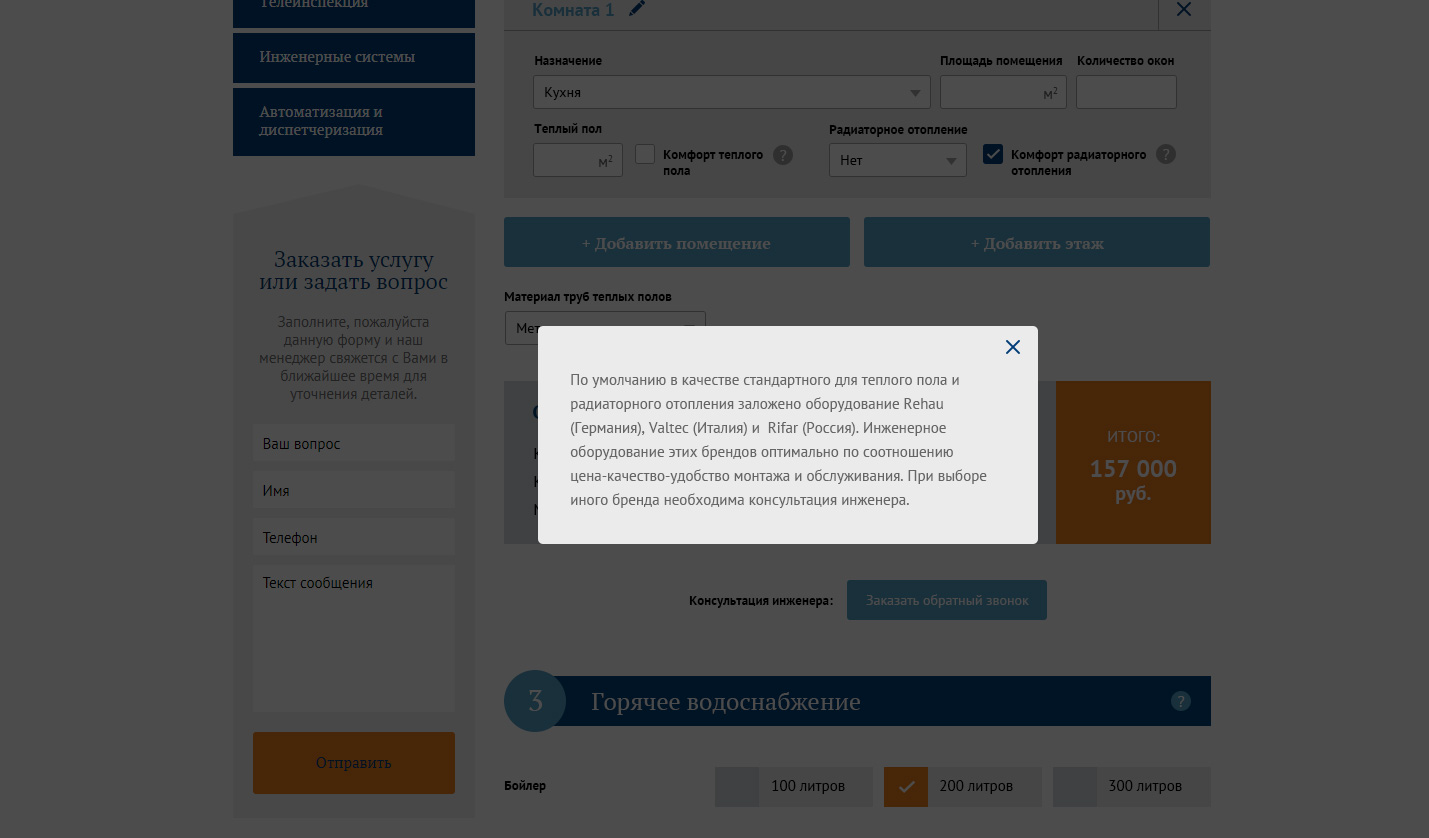 Телеинспекция
Инженерные системы
Автоматизация и
диспетчеризация
Заказать услугу
или задать вопрос
Заполните, пожалуйста
данную форму и наш
менеджер свяжется с Вами в
ближайшее время для
уточнения деталей.
Ваш вопрос
Имя
Телефон
Текст сообщения
Отправить
Комната 1
Назначение
Площадь помещения
Количество окон
Кухня
м²
Теплый пол
Радиаторное отопление
м²
Комфорт теплого
пола
?
Нет
Комфорт радиаторного
отопления
?
+ Добавить помещение
+ Добавить этаж
Материал труб теплых полов
Мет
По умолчанию в качестве стандартного для теплого пола и
радиаторного отопления заложено оборудование Rehau
(Германия), Valtec (Италия) и Rifar (Россия). Инженерное
оборудование этих брендов оптимально по соотношению
цена-качество-удобство монтажа и обслуживания. При выборе
иного бренда необходима консультация инженера.
ИТОГО:
157 000
руб.
Консультация инженера:
Заказать обратный звонок
3
Горячее водоснабжение
?
Бойлер
100 литров
200 литров
300 литров